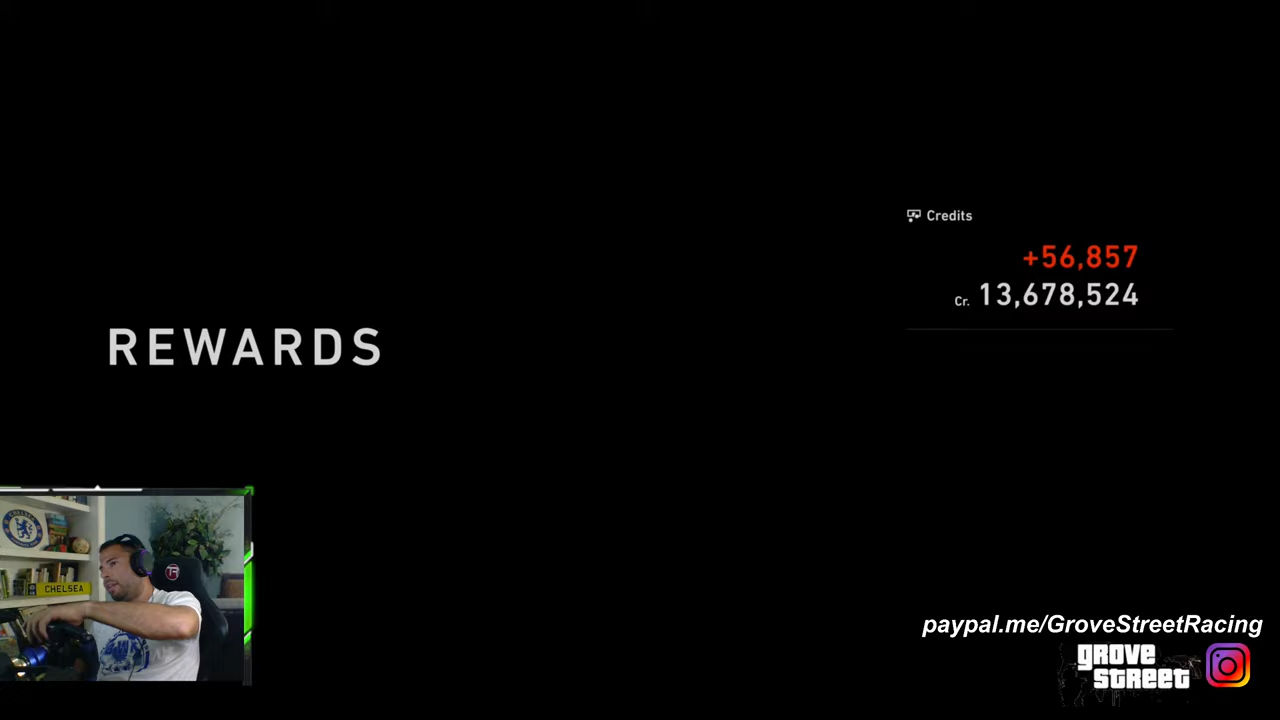 Credits
+56,857
Cr. 13,678,524
REWARDS
CHELSEA
paypal.me/GroveStreetRacing
grove
street